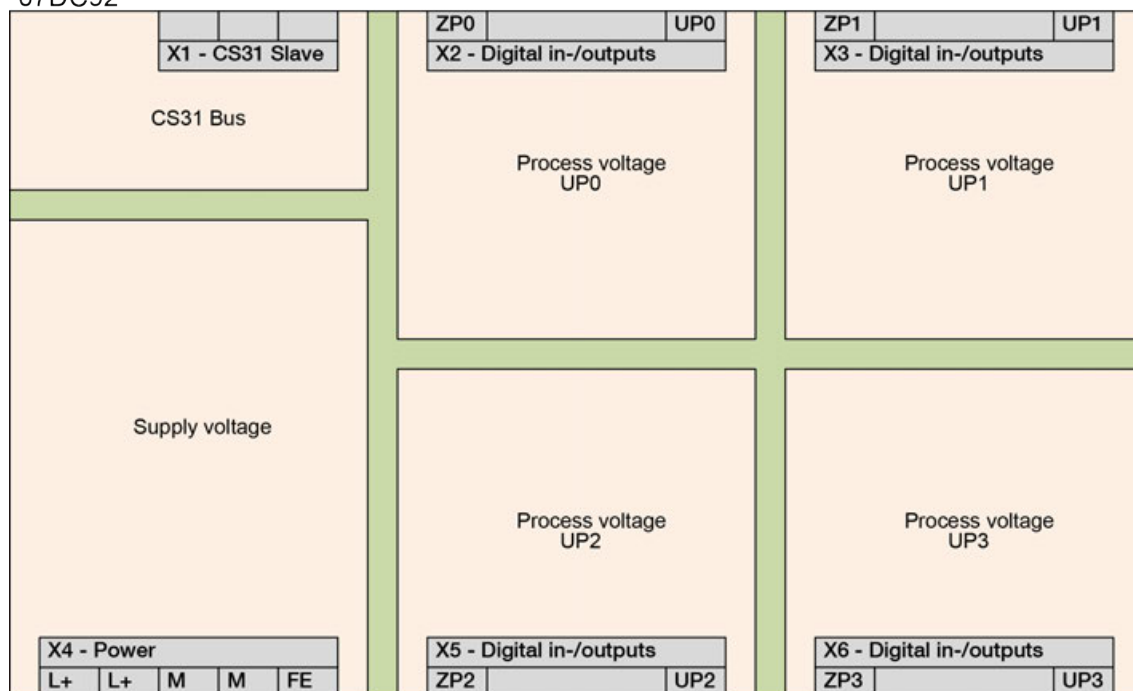 07DC92
ZP0 UP0
ZP1 UP1
X1 - CS31 Slave
X2 - Digital in-/outputs
X3 - Digital in-/outputs
CS31 Bus
Process voltage
UP0
Process voltage
UP1
Supply voltage
Process voltage
UP2
Process voltage
UP3
X4 - Power
X5 - Digital in-/outputs
X6 - Digital in-/outputs
L+ L+ M M FE
ZP2 UP2
ZP3 UP3